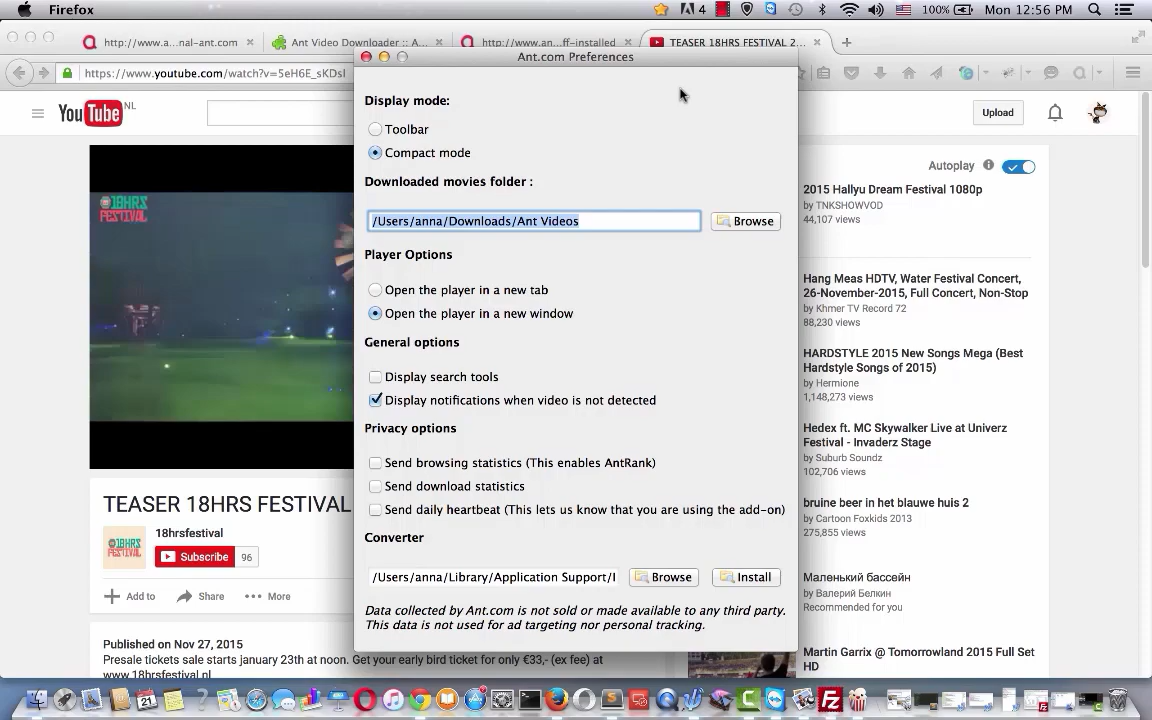 Firefox
4
100%
Mon 12:56 PM
http://www.a...nal-ant.com
Ant Video Downloader :: A...
http://www.an...ff-installed
TEASER 18HRS FESTIVAL 2...
https://www.youtube.com/watch?v=5eH6E_sKDsI
Ant.com Preferences
YouTube NL
Upload
Display mode:
Toolbar
Compact mode
Downloaded movies folder :
/Users/anna/Downloads/Ant Videos
Browse
Player Options
Open the player in a new tab
Open the player in a new window
General options
Display search tools
Display notifications when video is not detected
Privacy options
Send browsing statistics (This enables AntRank)
Send download statistics
Send daily heartbeat (This lets us know that you are using the add-on)
Converter
/Users/anna/Library/Application Support/I
Browse
Install
Data collected by Ant.com is not sold or made available to any third party.
This data is not used for ad targeting nor personal tracking.
18HRS
FESTIVAL
TEASER 18HRS FESTIVAL
18HRS
FESTIVAL
18hrsfestival
Subscribe
96
Add to
Share
More
Published on Nov 27, 2015
Presale tickets sale starts january 23th at noon. Get your early bird ticket for only €33,- (ex fee) at
www.18hrsfestival.nl
Autoplay
2015 Hallyu Dream Festival 1080p
by TNKSHOWVOD
44,107 views
Hang Meas HDTV, Water Festival Concert,
26-November-2015, Full Concert, Non-Stop
by Khmer TV Record 72
88,230 views
HARDSTYLE 2015 New Songs Mega (Best
Hardstyle Songs of 2015)
by Hermione
1,148,273 views
Hedex ft. MC Skywalker Live at Univerz
Festival - Invaderz Stage
by Suburb Soundz
102,706 views
bruine beer in het blauwe huis 2
by Cartoon Foxkids 2013
275,855 views
Маленький бассейн
by Валерий Белкин
Recommended for you
Martin Garrix @ Tomorrowland 2015 Full Set
HD
21